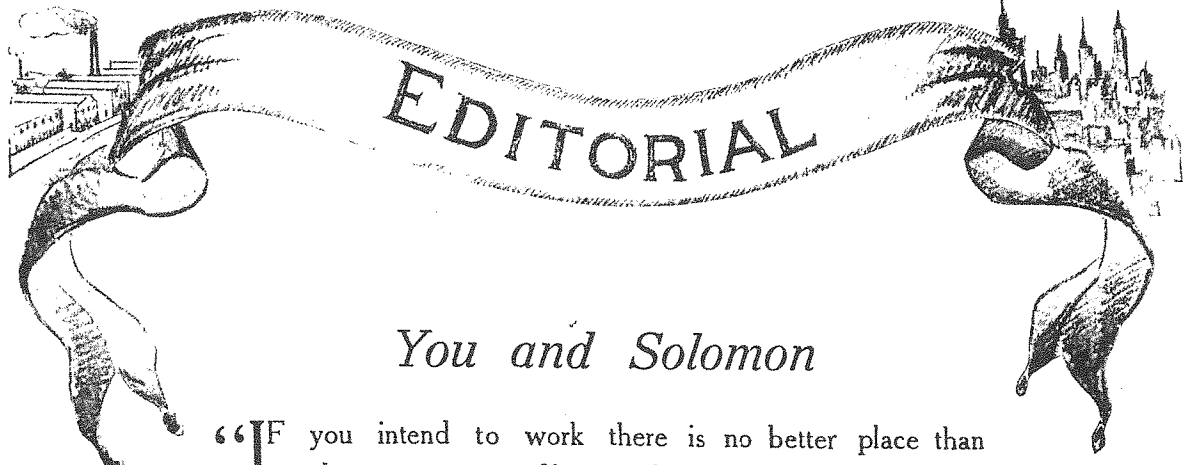 EDITORIAL
You and Solomon
“IF you intend to work there is no better place than